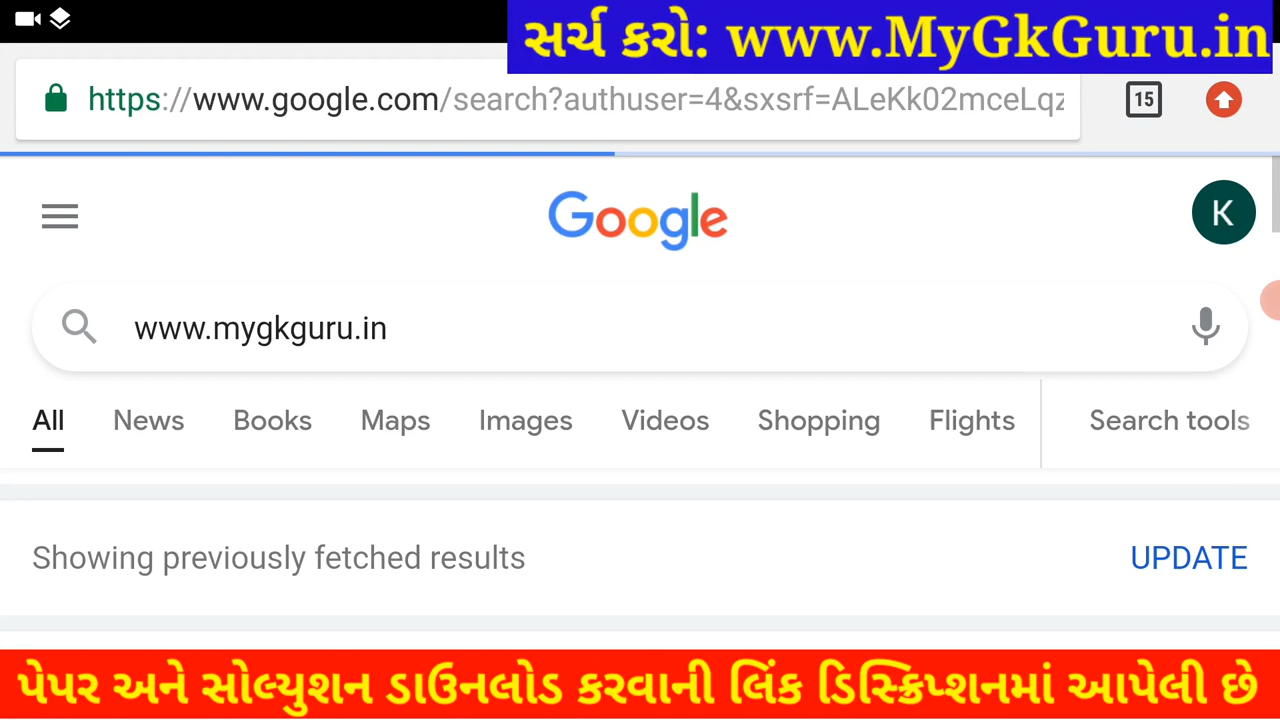 સર્ચ કરો: www.MyGkGuru.in
https://www.google.com/search?authuser=4&sxsrf=ALeKk02mceLqz
15
Google
K
www.mygkguru.in
All News Books Maps Images Videos Shopping Flights Search tools
Showing previously fetched results UPDATE
પેપર અને સોલ્યુશન ડાઉનલોડ કરવાની લિંક ડિસ્ક્રિપ્શનમાં આપેલી છે